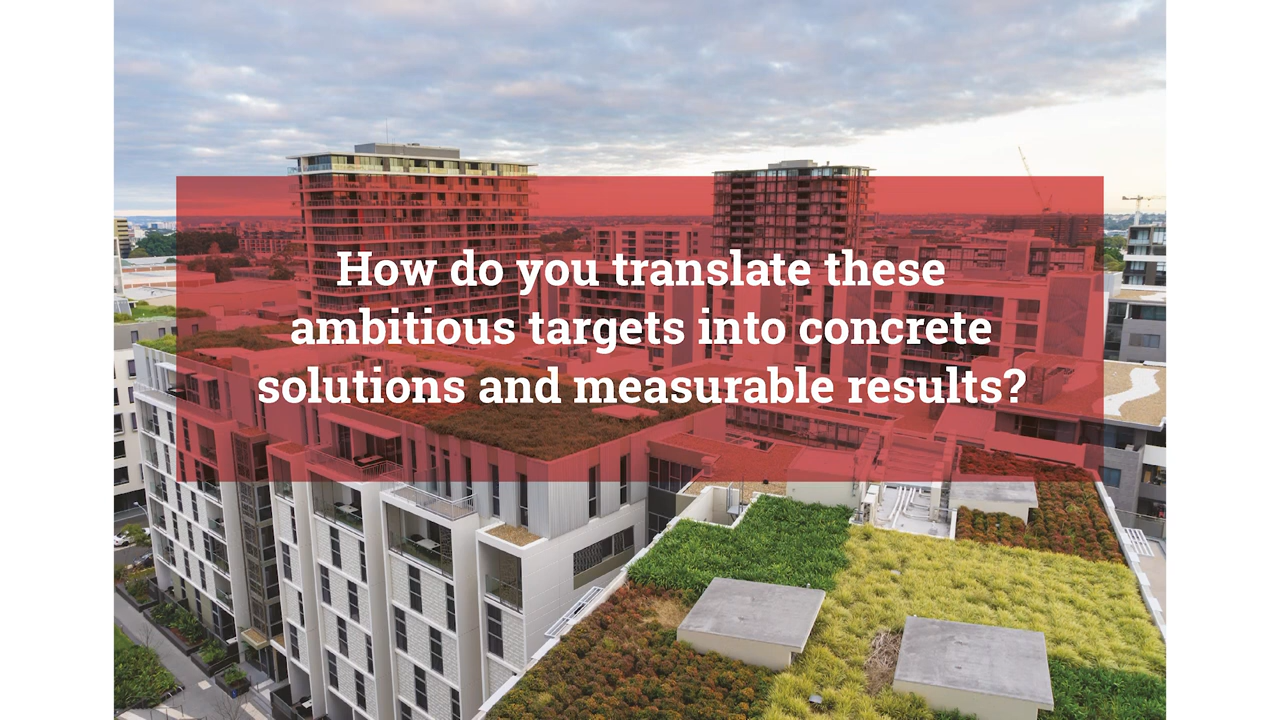 How do you translate these
ambitious targets into concrete
solutions and measurable results?